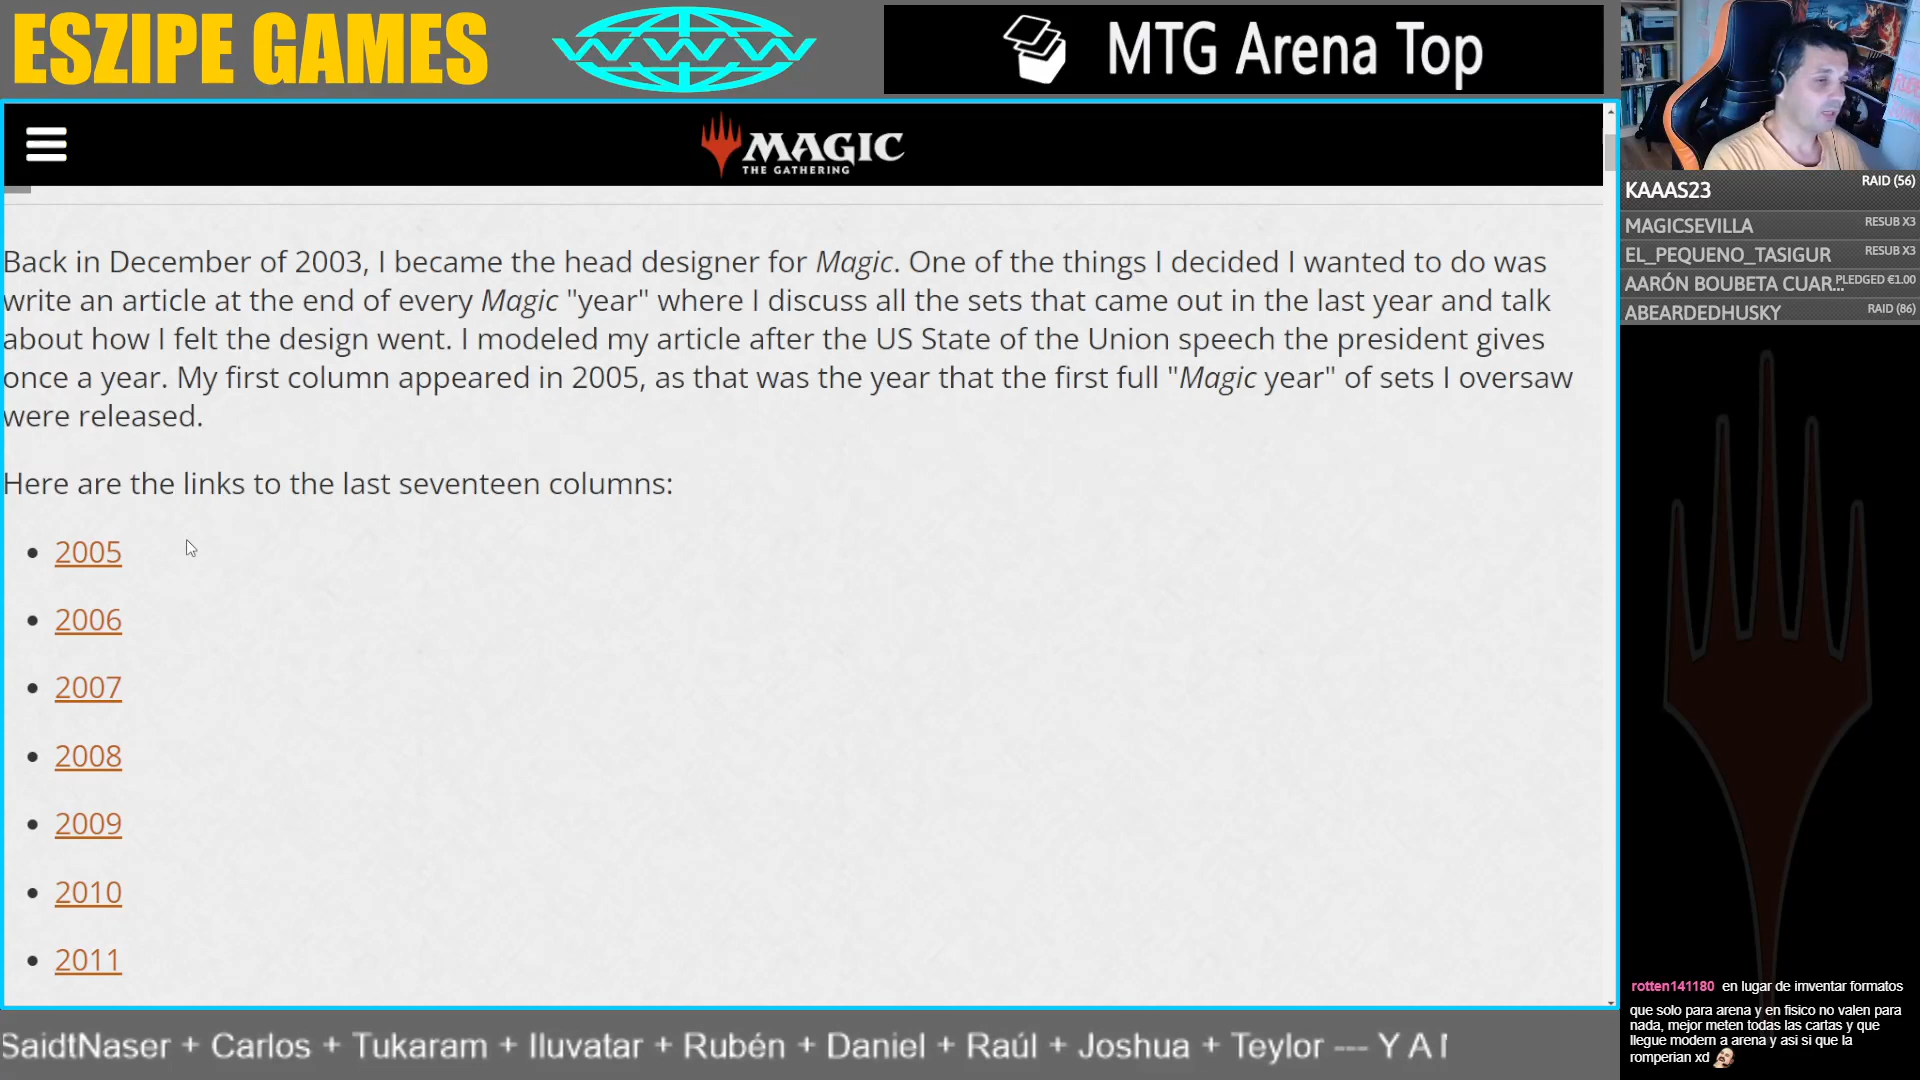 ESZIPE GAMES
WWW
MTG Arena Top
MAGIC
THE GATHERING
KAAAS23 RAID (56)
MAGICSEVILLA RESUB X3
EL_PEQUENO_TASIGUR RESUB X3
AARÓN BOUBETA CUAR... PLEDGED €1.00
ABEARDEDHUSKY RAID (86)
Back in December of 2003, I became the head designer for Magic. One of the things I decided I wanted to do was
write an article at the end of every Magic "year" where I discuss all the sets that came out in the last year and talk
about how I felt the design went. I modeled my article after the US State of the Union speech the president gives
once a year. My first column appeared in 2005, as that was the year that the first full "Magic year" of sets I oversaw
were released.
Here are the links to the last seventeen columns:
• 2005
• 2006
• 2007
• 2008
• 2009
• 2010
• 2011
rotten141180 en lugar de imventar formatos
que solo para arena y en fisico no valen para
nada, mejor meten todas las cartas y que
llegue modern a arena y asi si que la
romperian xd
SaidtNaser + Carlos + Tukaram + Iluvatar + Rubén + Daniel + Raúl + Joshua + Teylor --- Y A